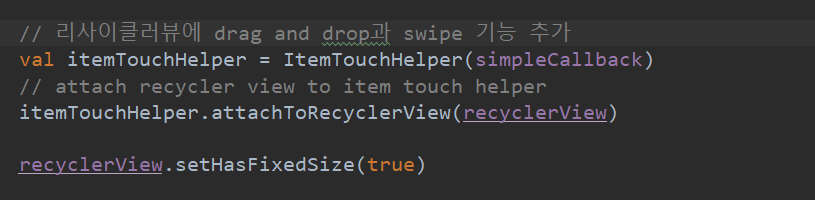 // 리사이클러뷰에 drag and drop과 swipe 기능 추가
val itemTouchHelper = ItemTouchHelper(simpleCallback)
// attach recycler view to item touch helper
itemTouchHelper.attachToRecyclerView(recyclerView)
recyclerView.setHasFixedSize(true)